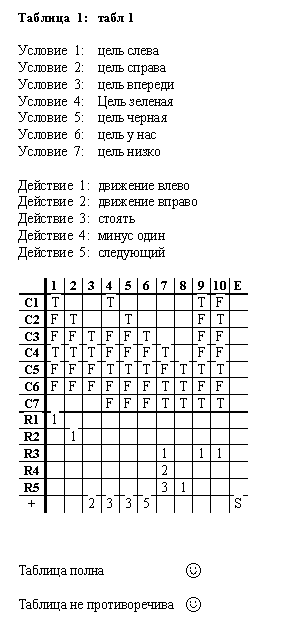 Таблица 1: табл 1
Условие 1: цель слева
Условие 2: цель справа
Условие 3: цель впереди
Условие 4: Цель зеленая
Условие 5: цель черная
Условие 6: цель у нас
Условие 7: цель низко
Действие 1: движение влево
Действие 2: движение вправо
Действие 3: стоять
Действие 4: минус один
Действие 5: следующий
1 2 3 4 5 6 7 8 9 10 E
C1 T T T F
C2 F T T F T
C3 F F T F F T F F
C4 T T T F F F T F F
C5 F F F T T T F T T T
C6 F F F F F F T T F F
C7 F F F T T T T
R1 1
R2 1
R3 1 1 1
R4 2
R5 3 1
+ 2 3 3 5 S
Таблица полна
Таблица не противоречива